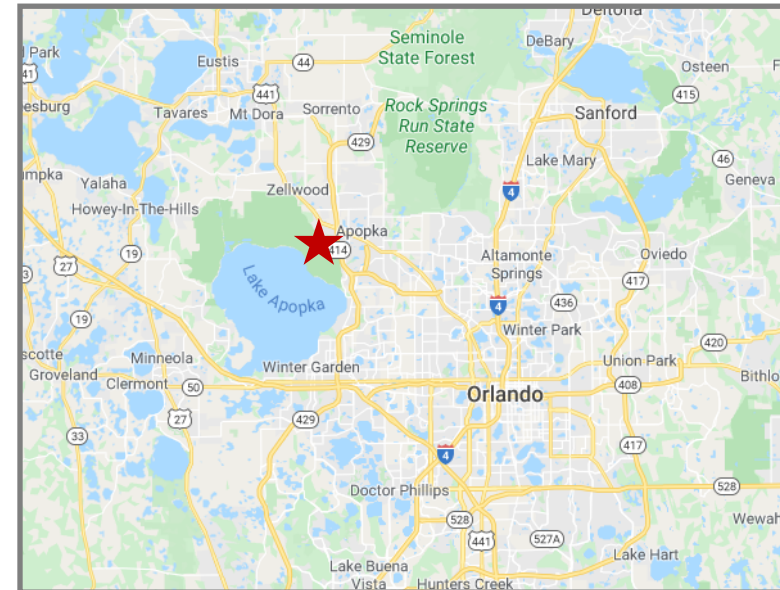 Deltona
Park
Seminole
State Forest
DeBary
Eustis
44
Osteen
F
41
441
415
esburg
Tavares
Mt Dora
Sorrento
Rock Springs
Run State
Reserve
Sanford
429
Lake Mary
46
umpka
Yalaha
Zellwood
4
Geneva
Howey-In-The-Hills
Apopka
19
414
Altamonte
Springs
Oviedo
27
3
Lake Apopka
417
4
436
19
Winter Park
420
scotte
Minneola
Winter Garden
Union Park
Groveland
Clermont
50
Orlando
408
Bithlo
27
429
33
417
4
Doctor Phillips
528
528
441
527A
Wewah
Lake Hart
Lake Buena
Vista
Hunters Creek